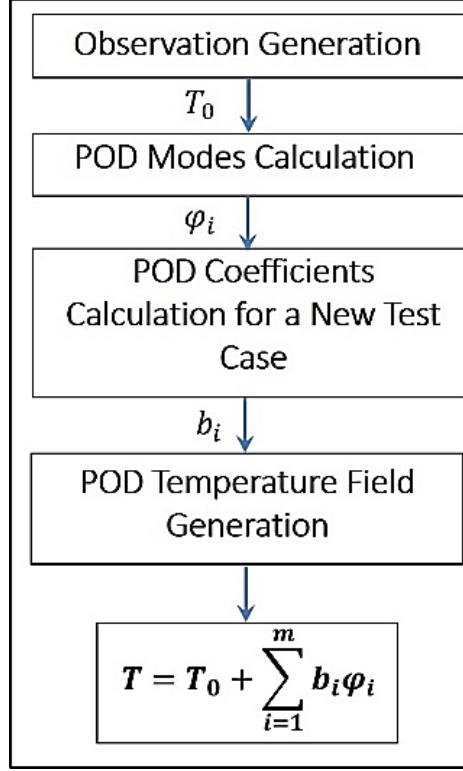 Observation Generation
T₀
POD Modes Calculation
φᵢ
POD Coefficients
Calculation for a New Test
Case
bᵢ
POD Temperature Field
Generation
m
T = T₀ + ∑ bᵢφᵢ
i=1